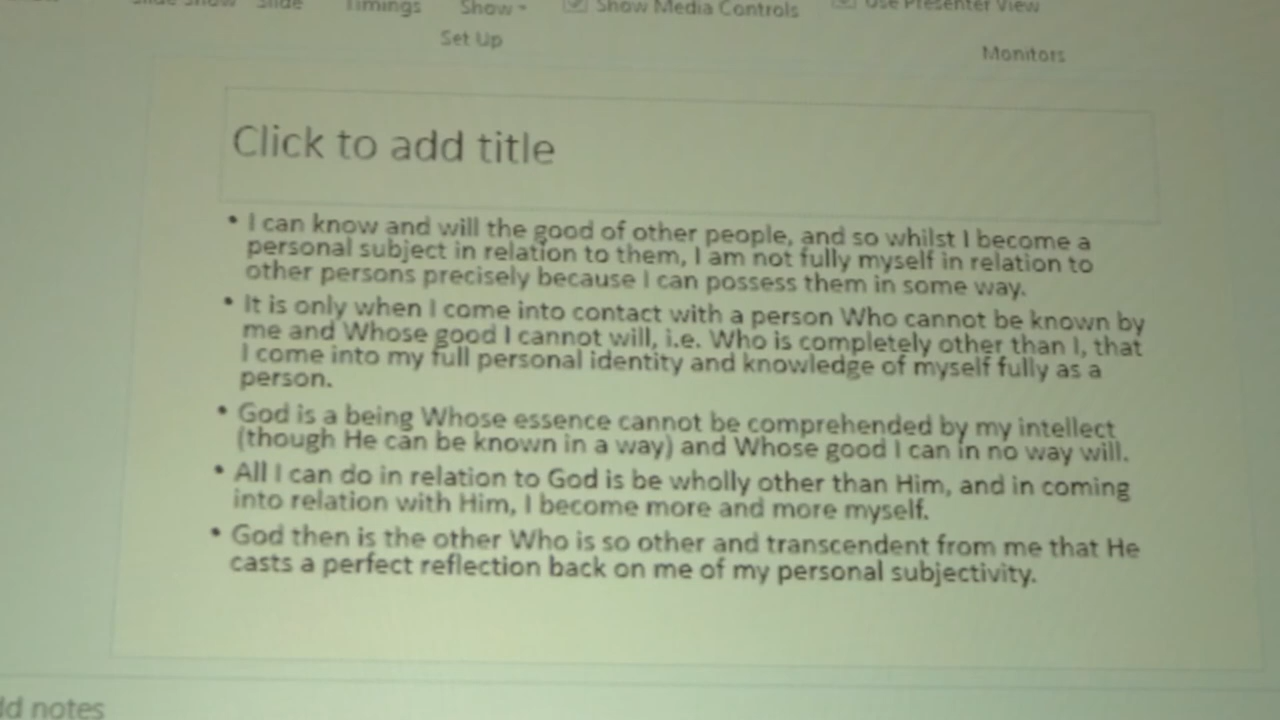 Slide Show Slide Timings Show Show Media Controls Use Presenter View
Set Up
Monitors
Click to add title
• I can know and will the good of other people, and so whilst I become a
personal subject in relation to them, I am not fully myself in relation to
other persons precisely because I can possess them in some way.
• It is only when I come into contact with a person Who cannot be known by
me and Whose good I cannot will, i.e. Who is completely other than I, that
I come into my full personal identity and knowledge of myself fully as a
person.
• God is a being Whose essence cannot be comprehended by my intellect
(though He can be known in a way) and Whose good I can in no way will.
• All I can do in relation to God is be wholly other than Him, and in coming
into relation with Him, I become more and more myself.
• God then is the other Who is so other and transcendent from me that He
casts a perfect reflection back on me of my personal subjectivity.
dd notes